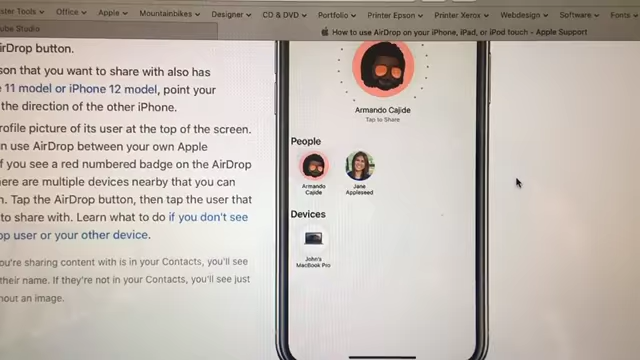 Tools
Office
Apple
Mountainbikes
Designer
CD & DVD
Portfolio
Printer Epson
Printer Xerox
Webdesign
Software
Fonts
ube Studio
How to use AirDrop on your iPhone, iPad, or iPod touch - Apple Support
irDrop button.
son that you want to share with also has
11 model or iPhone 12 model, point your
the direction of the other iPhone.
rofile picture of its user at the top of the screen.
n use AirDrop between your own Apple
f you see a red numbered badge on the AirDrop
here are multiple devices nearby that you can
n. Tap the AirDrop button, then tap the user that
to share with. Learn what to do if you don't see
op user or your other device.
ou're sharing content with is in your Contacts, you'll see
their name. If they're not in your Contacts, you'll see just
hout an image.
Armando Cajide
Tap to Share
People
Armando
Cajide
Jane
Appleseed
Devices
John's
MacBook Pro